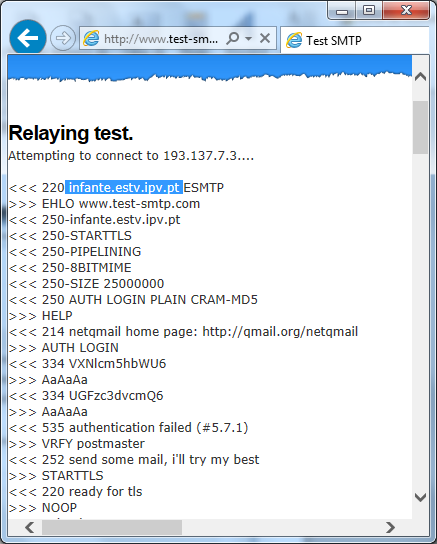 http://www.test-sm...
Test SMTP
Relaying test.
Attempting to connect to 193.137.7.3....
<<< 220 infante.estv.ipv.pt ESMTP
>>> EHLO www.test-smtp.com
<<< 250-infante.estv.ipv.pt
<<< 250-STARTTLS
<<< 250-PIPELINING
<<< 250-8BITMIME
<<< 250-SIZE 25000000
<<< 250 AUTH LOGIN PLAIN CRAM-MD5
>>> HELP
<<< 214 netqmail home page: http://qmail.org/netqmail
>>> AUTH LOGIN
<<< 334 VXNlcm5hbWU6
>>> AaAaAa
<<< 334 UGFzc3dvcmQ6
>>> AaAaAa
<<< 535 authentication failed (#5.7.1)
>>> VRFY postmaster
<<< 252 send some mail, i'll try my best
>>> STARTTLS
<<< 220 ready for tls
>>> NOOP